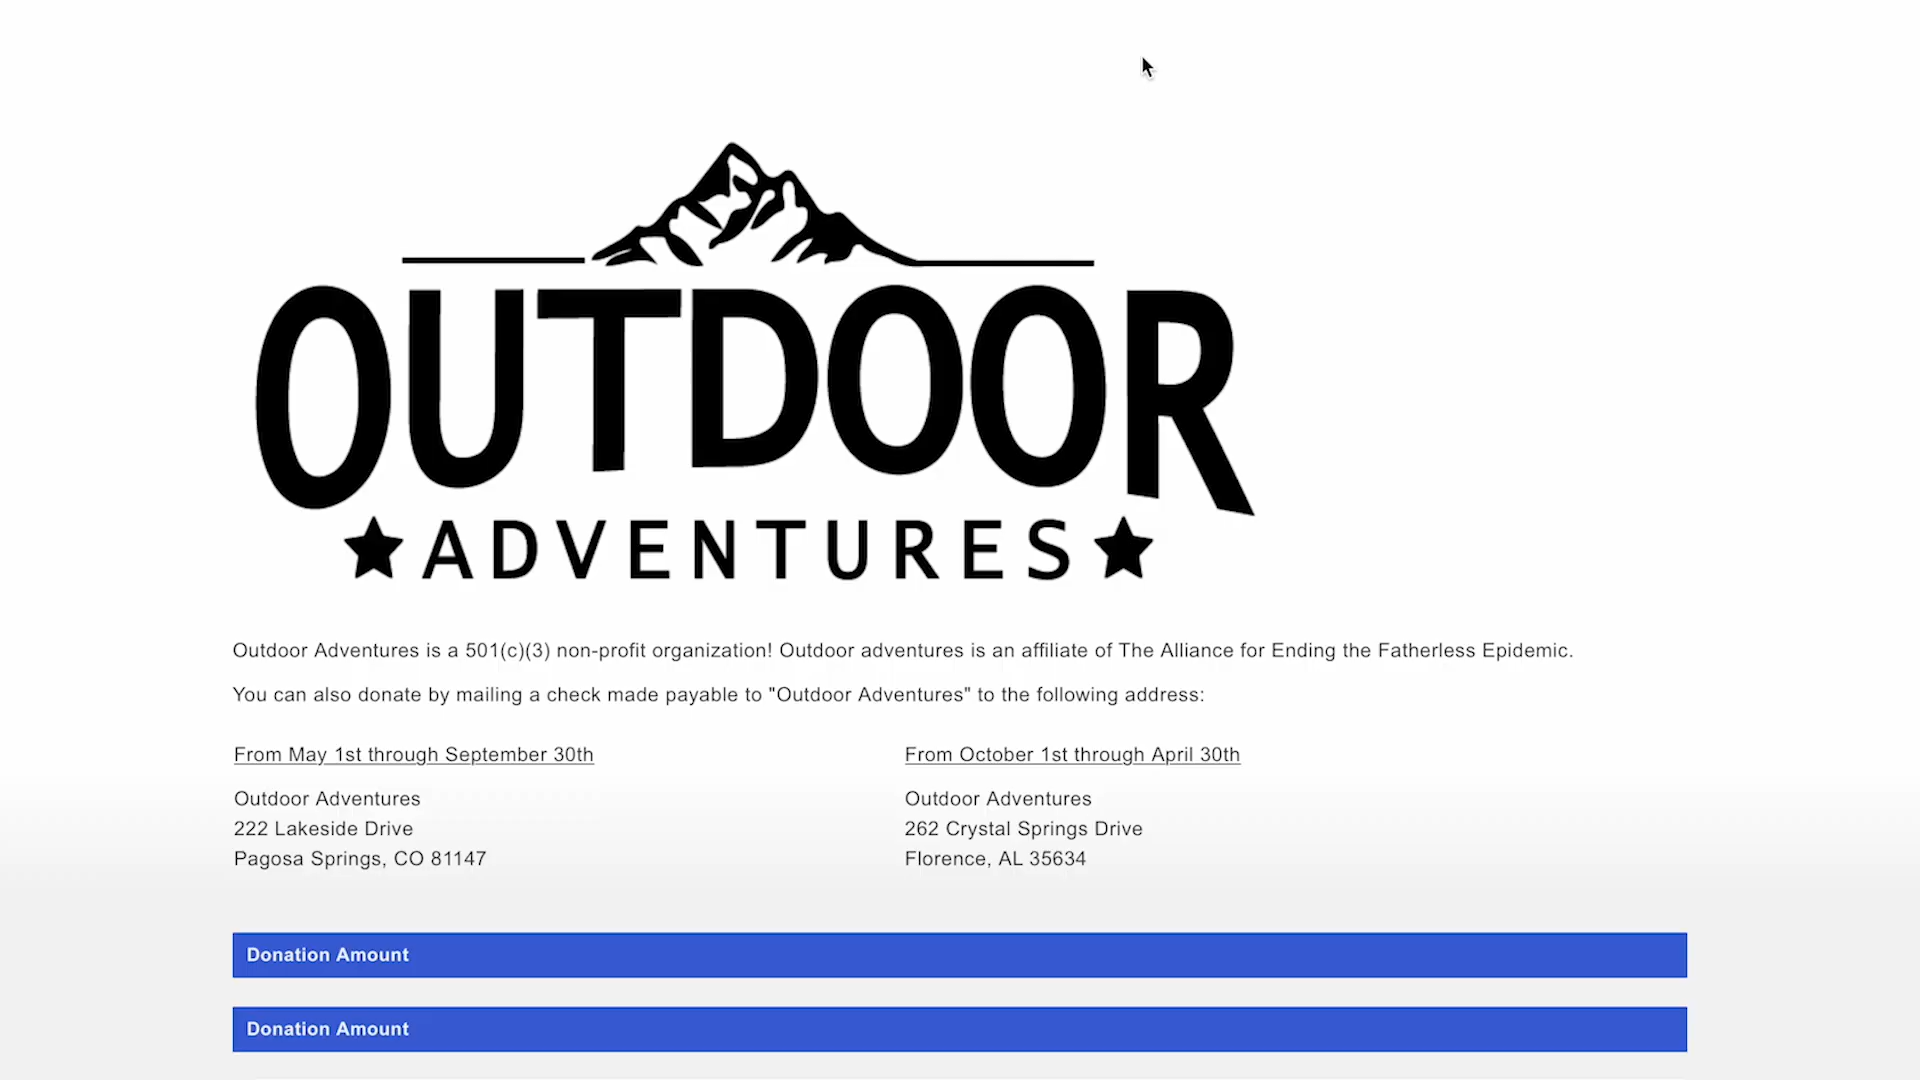 OUTDOOR
ADVENTURES
Outdoor Adventures is a 501(c)(3) non-profit organization! Outdoor adventures is an affiliate of The Alliance for Ending the Fatherless Epidemic.
You can also donate by mailing a check made payable to "Outdoor Adventures" to the following address:
From May 1st through September 30th
Outdoor Adventures
222 Lakeside Drive
Pagosa Springs, CO 81147
From October 1st through April 30th
Outdoor Adventures
262 Crystal Springs Drive
Florence, AL 35634
Donation Amount
Donation Amount